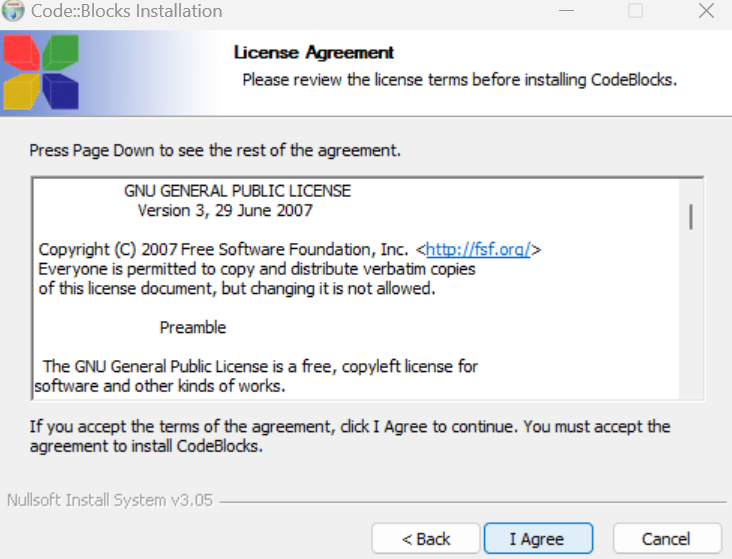 Code::Blocks Installation
License Agreement
Please review the license terms before installing CodeBlocks.
Press Page Down to see the rest of the agreement.
GNU GENERAL PUBLIC LICENSE
Version 3, 29 June 2007
Copyright (C) 2007 Free Software Foundation, Inc. <http://fsf.org/>
Everyone is permitted to copy and distribute verbatim copies
of this license document, but changing it is not allowed.
Preamble
The GNU General Public License is a free, copyleft license for
software and other kinds of works.
If you accept the terms of the agreement, click I Agree to continue. You must accept the
agreement to install CodeBlocks.
Nullsoft Install System v3.05
< Back I Agree Cancel